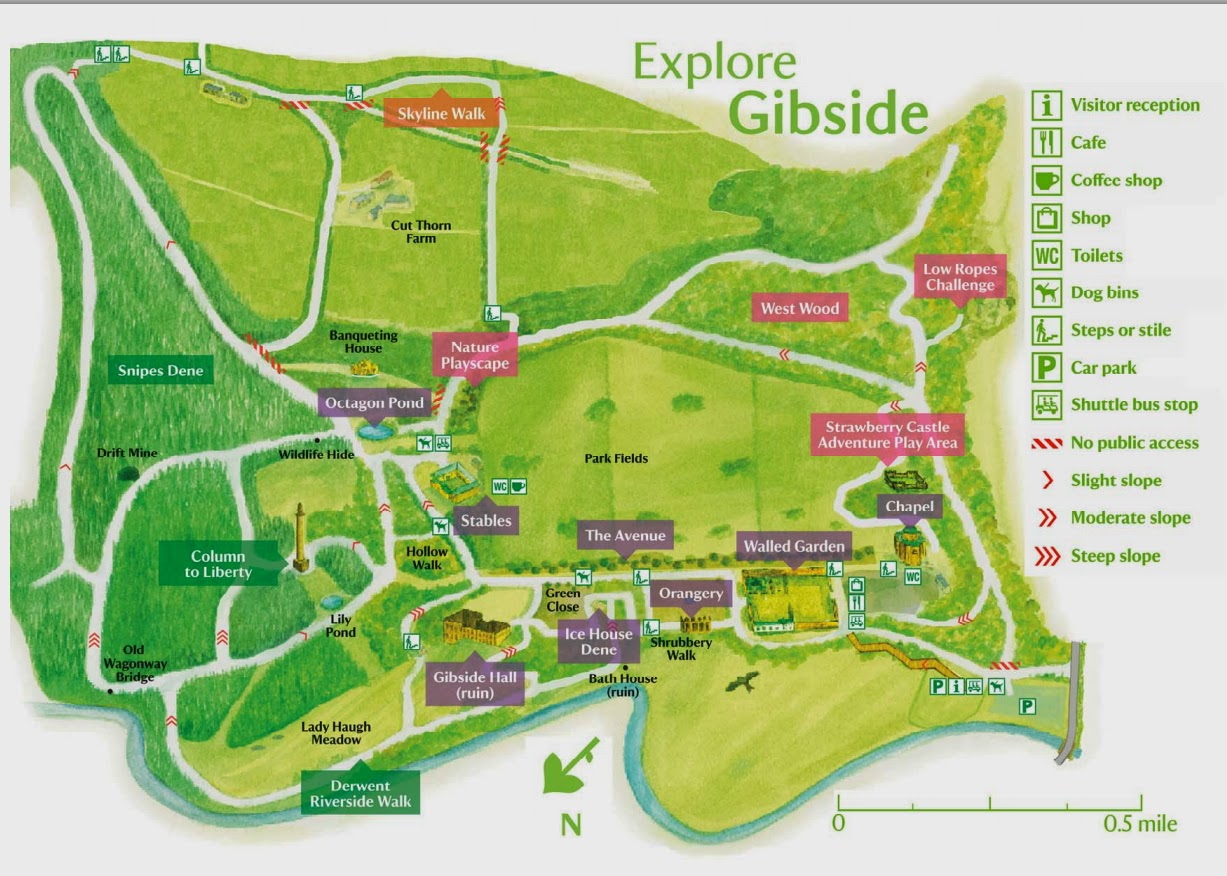 Explore
Gibside
i
Visitor reception
Cafe
Coffee shop
Shop
WC
Toilets
Dog bins
Steps or stile
P
Car park
Shuttle bus stop
No public access
Slight slope
Moderate slope
Steep slope
Skyline Walk
Cut Thorn
Farm
Low Ropes
Challenge
West Wood
Banqueting
House
Nature
Playscape
Snipes Dene
Octagon Pond
Strawberry Castle
Adventure Play Area
Drift Mine
Wildlife Hide
Park Fields
WC
Stables
Chapel
The Avenue
Walled Garden
Column
to Liberty
Hollow
Walk
WC
Green
Close
Orangery
Lily
Pond
Ice House
Dene
Shrubbery
Walk
Old
Wagonway
Bridge
Gibside Hall
(ruin)
Bath House
(ruin)
P
i
P
Lady Haugh
Meadow
Derwent
Riverside Walk
N
0
0.5 mile